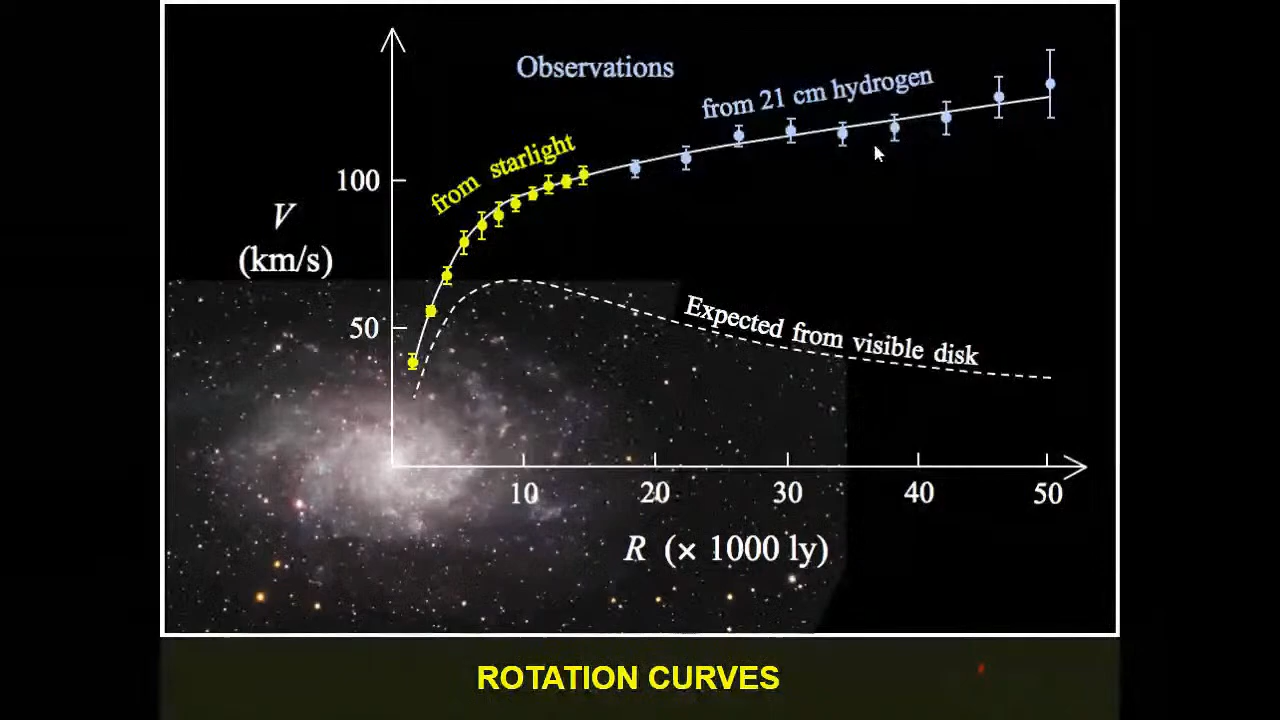 Observations
from 21 cm hydrogen
from starlight
100
V
(km/s)
50
Expected from visible disk
10 20 30 40 50
R (× 1000 ly)
ROTATION CURVES